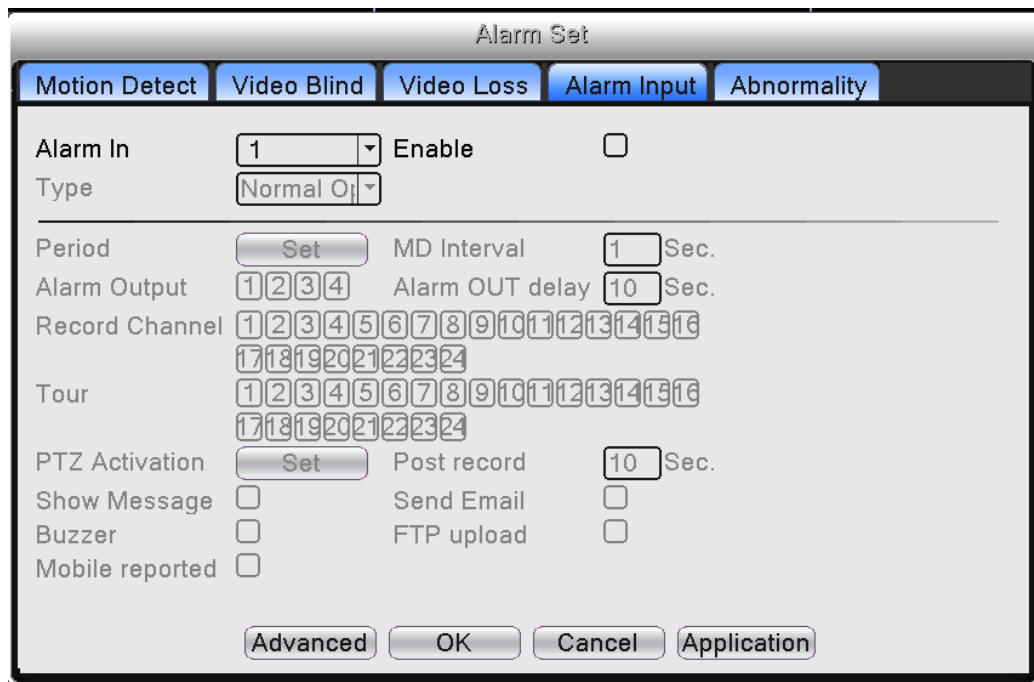 Alarm Set
Motion Detect Video Blind Video Loss Alarm Input Abnormality
Alarm In 1 Enable
Type Normal Op
Period Set MD Interval 1 Sec.
Alarm Output 1 2 3 4 Alarm OUT delay 10 Sec.
Record Channel 1 2 3 4 5 6 7 8 9 10 11 12 13 14 15 16
17 18 19 20 21 22 23 24
Tour 1 2 3 4 5 6 7 8 9 10 11 12 13 14 15 16
17 18 19 20 21 22 23 24
PTZ Activation Set Post record 10 Sec.
Show Message Send Email
Buzzer FTP upload
Mobile reported
Advanced OK Cancel Application